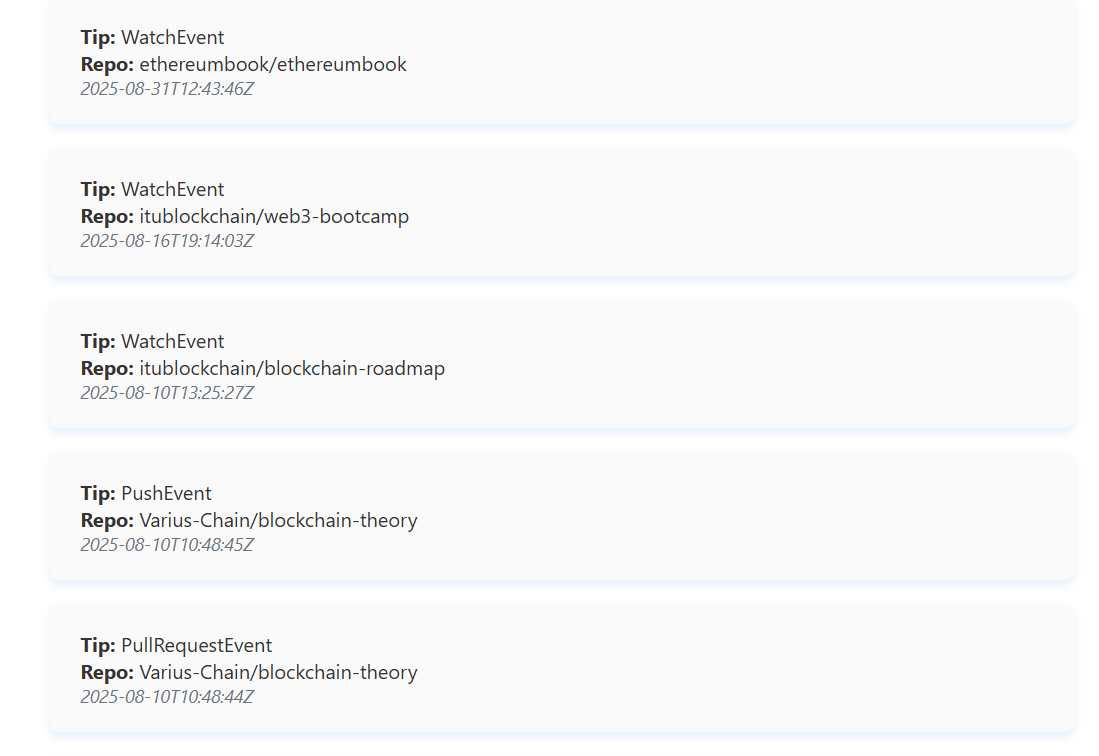 Tip: WatchEvent
Repo: ethereumbook/ethereumbook
2025-08-31T12:43:46Z
Tip: WatchEvent
Repo: itublockchain/web3-bootcamp
2025-08-16T19:14:03Z
Tip: WatchEvent
Repo: itublockchain/blockchain-roadmap
2025-08-10T13:25:27Z
Tip: PushEvent
Repo: Varius-Chain/blockchain-theory
2025-08-10T10:48:45Z
Tip: PullRequestEvent
Repo: Varius-Chain/blockchain-theory
2025-08-10T10:48:44Z